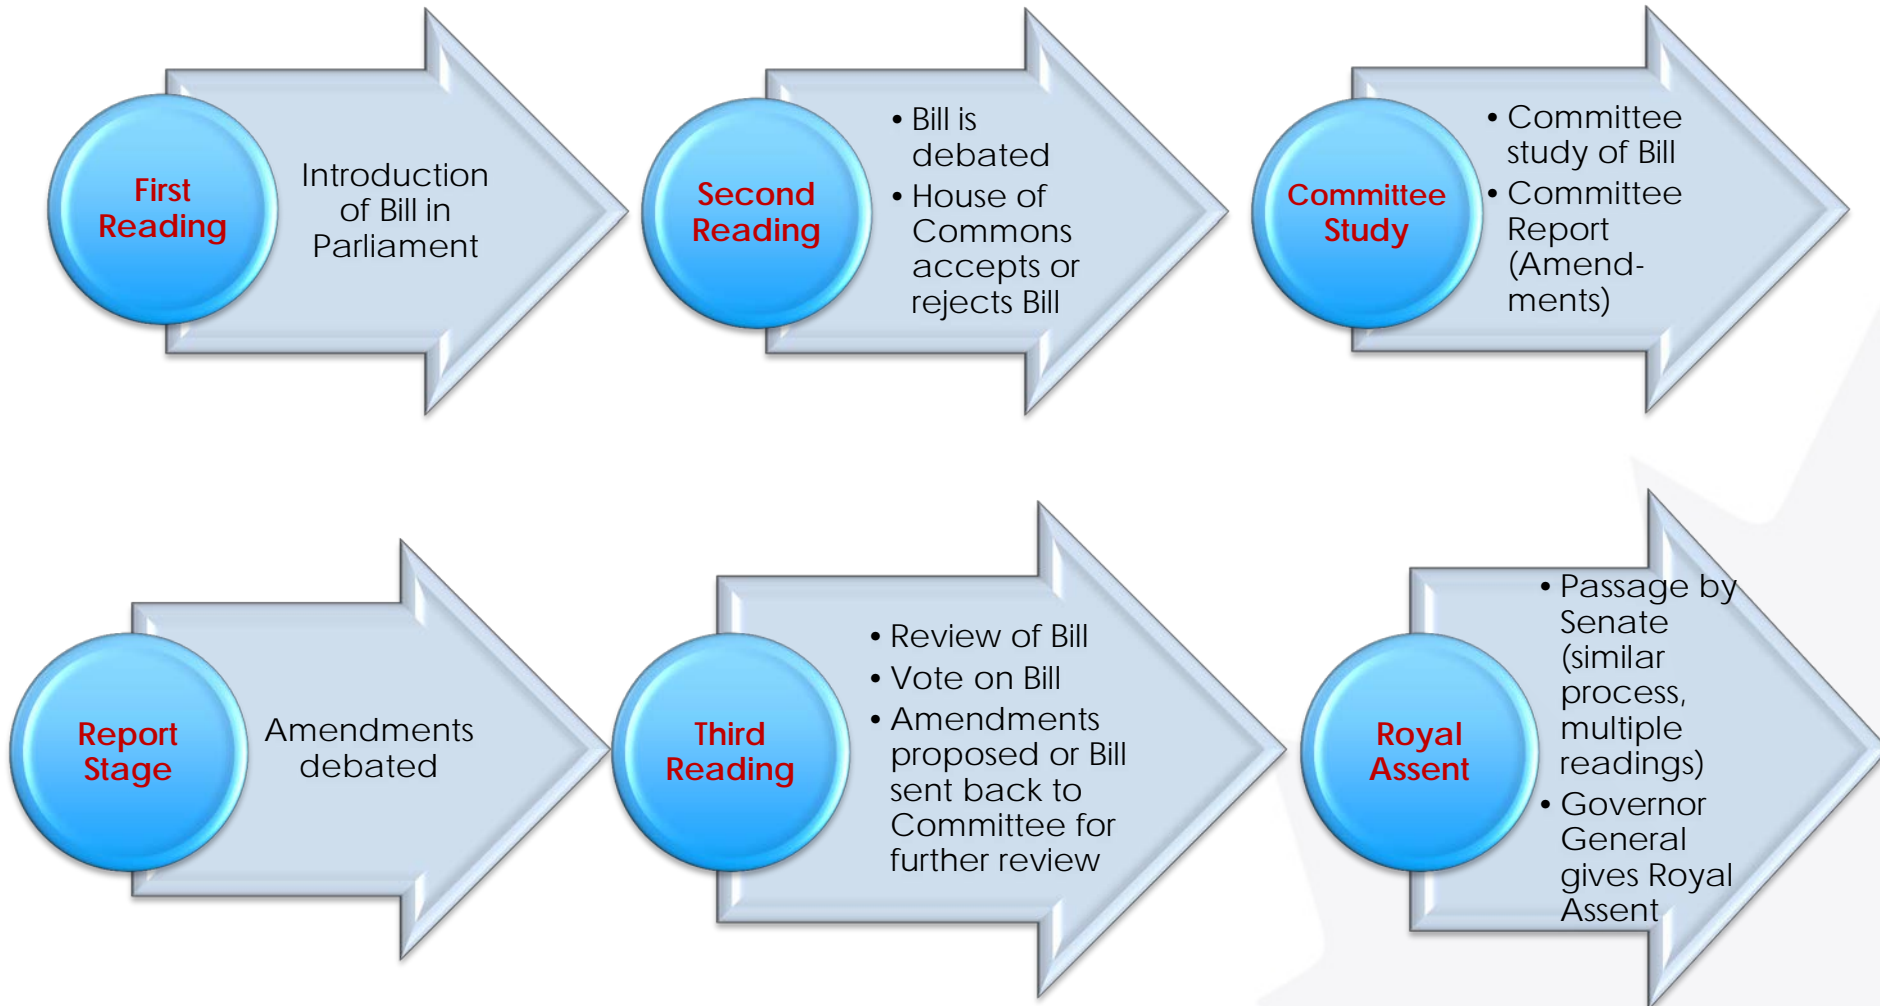 First
Reading
Introduction
of Bill in
Parliament
Second
Reading
• Bill is
debated
• House of
Commons
accepts or
rejects Bill
Committee
Study
• Committee
study of Bill
• Committee
Report
(Amend-
ments)
Report
Stage
Amendments
debated
Third
Reading
• Review of Bill
• Vote on Bill
• Amendments
proposed or Bill
sent back to
Committee for
further review
Royal
Assent
• Passage by
Senate
(similar
process,
multiple
readings)
• Governor
General
gives Royal
Assent